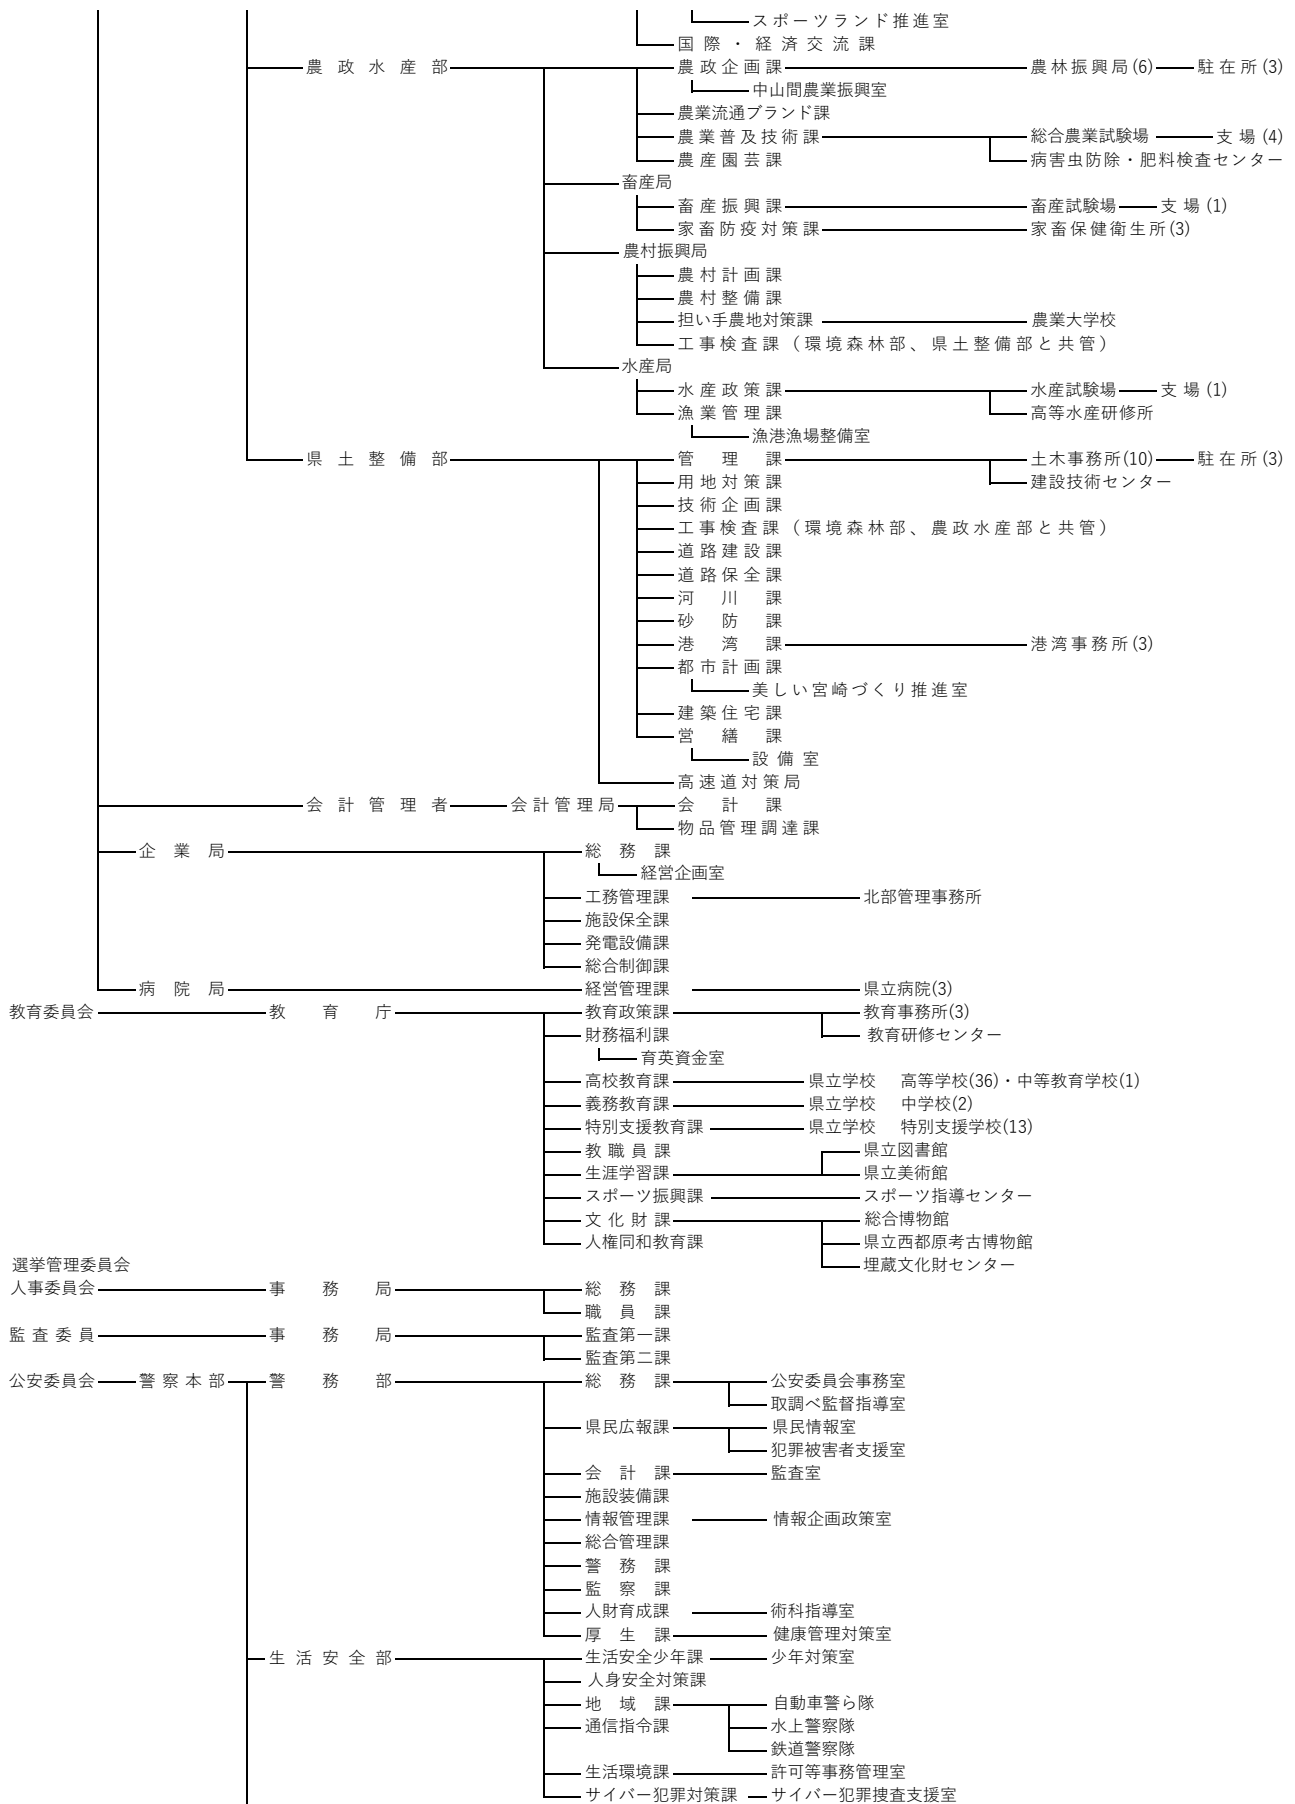 スポーツランド推進室
国際・経済交流課
農政水産部 農政企画課 農林振興局(6) 駐在所(3)
中山間農業振興室
農業流通ブランド課
農業普及技術課 総合農業試験場 支場(4)
農産園芸課 病害虫防除・肥料検査センター
畜産局
畜産振興課 畜産試験場 支場(1)
家畜防疫対策課 家畜保健衛生所(3)
農村振興局
農村計画課
農村整備課
担い手農地対策課 農業大学校
工事検査課（環境森林部、県土整備部と共管）
水産局
水産政策課 水産試験場 支場(1)
漁業管理課 高等水産研修所
漁港漁場整備室
県土整備部 管理課 土木事務所(10) 駐在所(3)
用地対策課 建設技術センター
技術企画課
工事検査課（環境森林部、農政水産部と共管）
道路建設課
道路保全課
河川課
砂防課
港湾課 港湾事務所(3)
都市計画課
美しい宮崎づくり推進室
建築住宅課
営繕課
設備室
高速道対策局
会計管理者 会計管理局 会計課
物品管理調達課
企業局 総務課
経営企画室
工務管理課 北部管理事務所
施設保全課
発電設備課
総合制御課
病院局 経営管理課 県立病院(3)
教育委員会 教育庁 教育政策課 教育事務所(3)
財務福利課 教育研修センター
育英資金室
高校教育課 県立学校 高等学校(36)・中等教育学校(1)
義務教育課 県立学校 中学校(2)
特別支援教育課 県立学校 特別支援学校(13)
教職員課 県立図書館
生涯学習課 県立美術館
スポーツ振興課 スポーツ指導センター
文化財課 総合博物館
人権同和教育課 県立西都原考古博物館
選挙管理委員会 埋蔵文化財センター
人事委員会 事務局 総務課
職員課
監査委員 事務局 監査第一課
監査第二課
公安委員会 警察本部 警務部 総務課 公安委員会事務室
取調べ監督指導室
県民広報課 県民情報室
犯罪被害者支援室
会計課 監査室
施設装備課
情報管理課 情報企画政策室
総合管理課
警務課
監察課
人財育成課 術科指導室
厚生課 健康管理対策室
生活安全部 生活安全少年課 少年対策室
人身安全対策課
地域課 自動車警ら隊
通信指令課 水上警察隊
鉄道警察隊
生活環境課 許可等事務管理室
サイバー犯罪対策課 サイバー犯罪捜査支援室